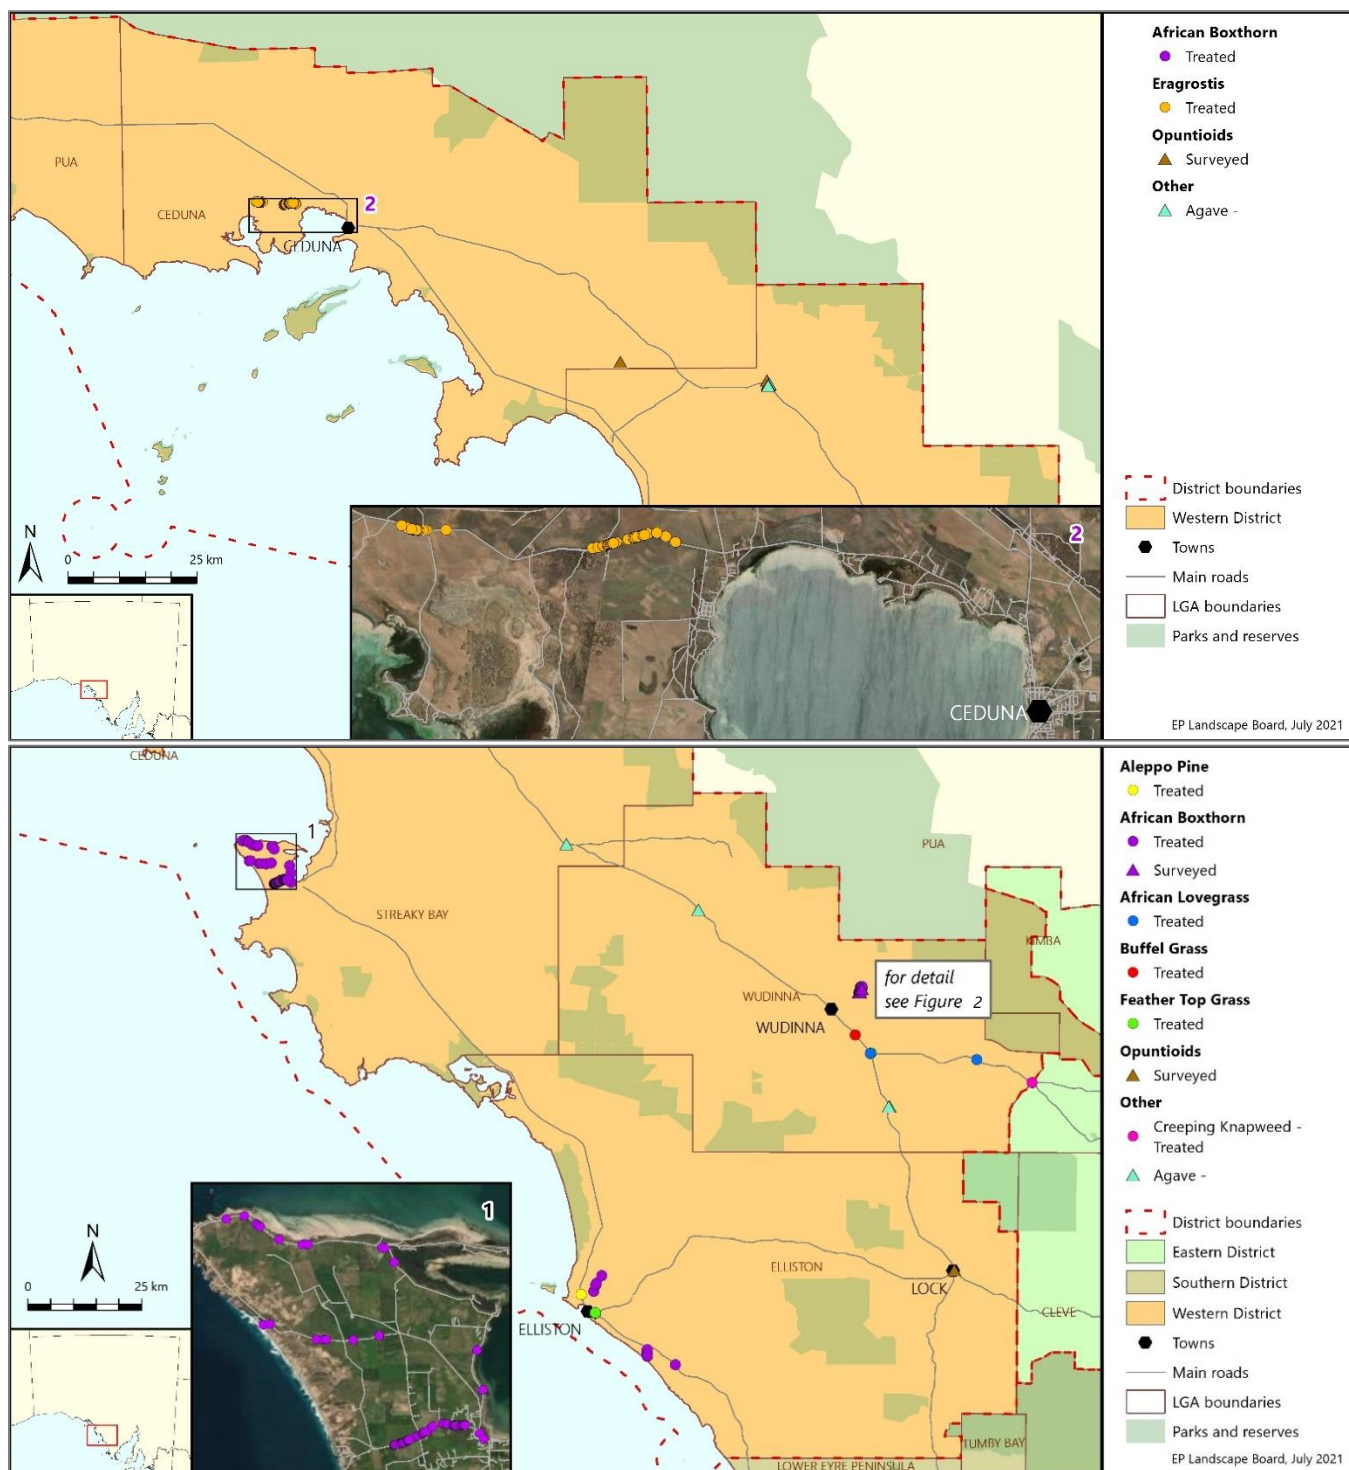 PUA
CEDUNA
2
CEDUNA
N
0
25 km
2
CEDUNA
African Boxthorn
Treated
Eragrostis
Treated
Opuntioids
Surveyed
Other
Agave -
District boundaries
Western District
Towns
Main roads
LGA boundaries
Parks and reserves
EP Landscape Board, July 2021
CEDUNA
1
STREAKY BAY
PUA
KIMBA
for detail
see Figure 2
WUDINNA
WUDINNA
ELLISTON
LOCK
CLEVE
ELLISTON
TUMBY BAY
LOWER EYRE PENINSULA
N
0
25 km
1
Aleppo Pine
Treated
African Boxthorn
Treated
Surveyed
African Lovegrass
Treated
Buffel Grass
Treated
Feather Top Grass
Treated
Opuntioids
Surveyed
Other
Creeping Knapweed -
Treated
Agave -
District boundaries
Eastern District
Southern District
Western District
Towns
Main roads
LGA boundaries
Parks and reserves
EP Landscape Board, July 2021